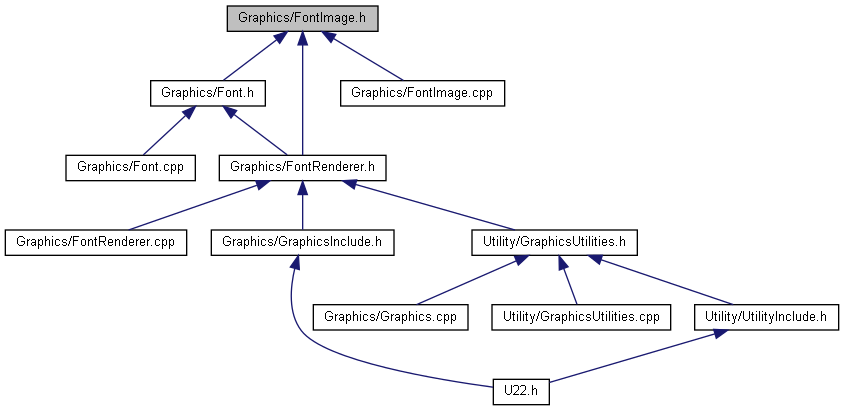 Graphics/FontImage.h
Graphics/Font.h
Graphics/FontImage.cpp
Graphics/Font.cpp
Graphics/FontRenderer.h
Graphics/FontRenderer.cpp
Graphics/GraphicsInclude.h
Utility/GraphicsUtilities.h
Graphics/Graphics.cpp
Utility/GraphicsUtilities.cpp
Utility/UtilityInclude.h
U22.h